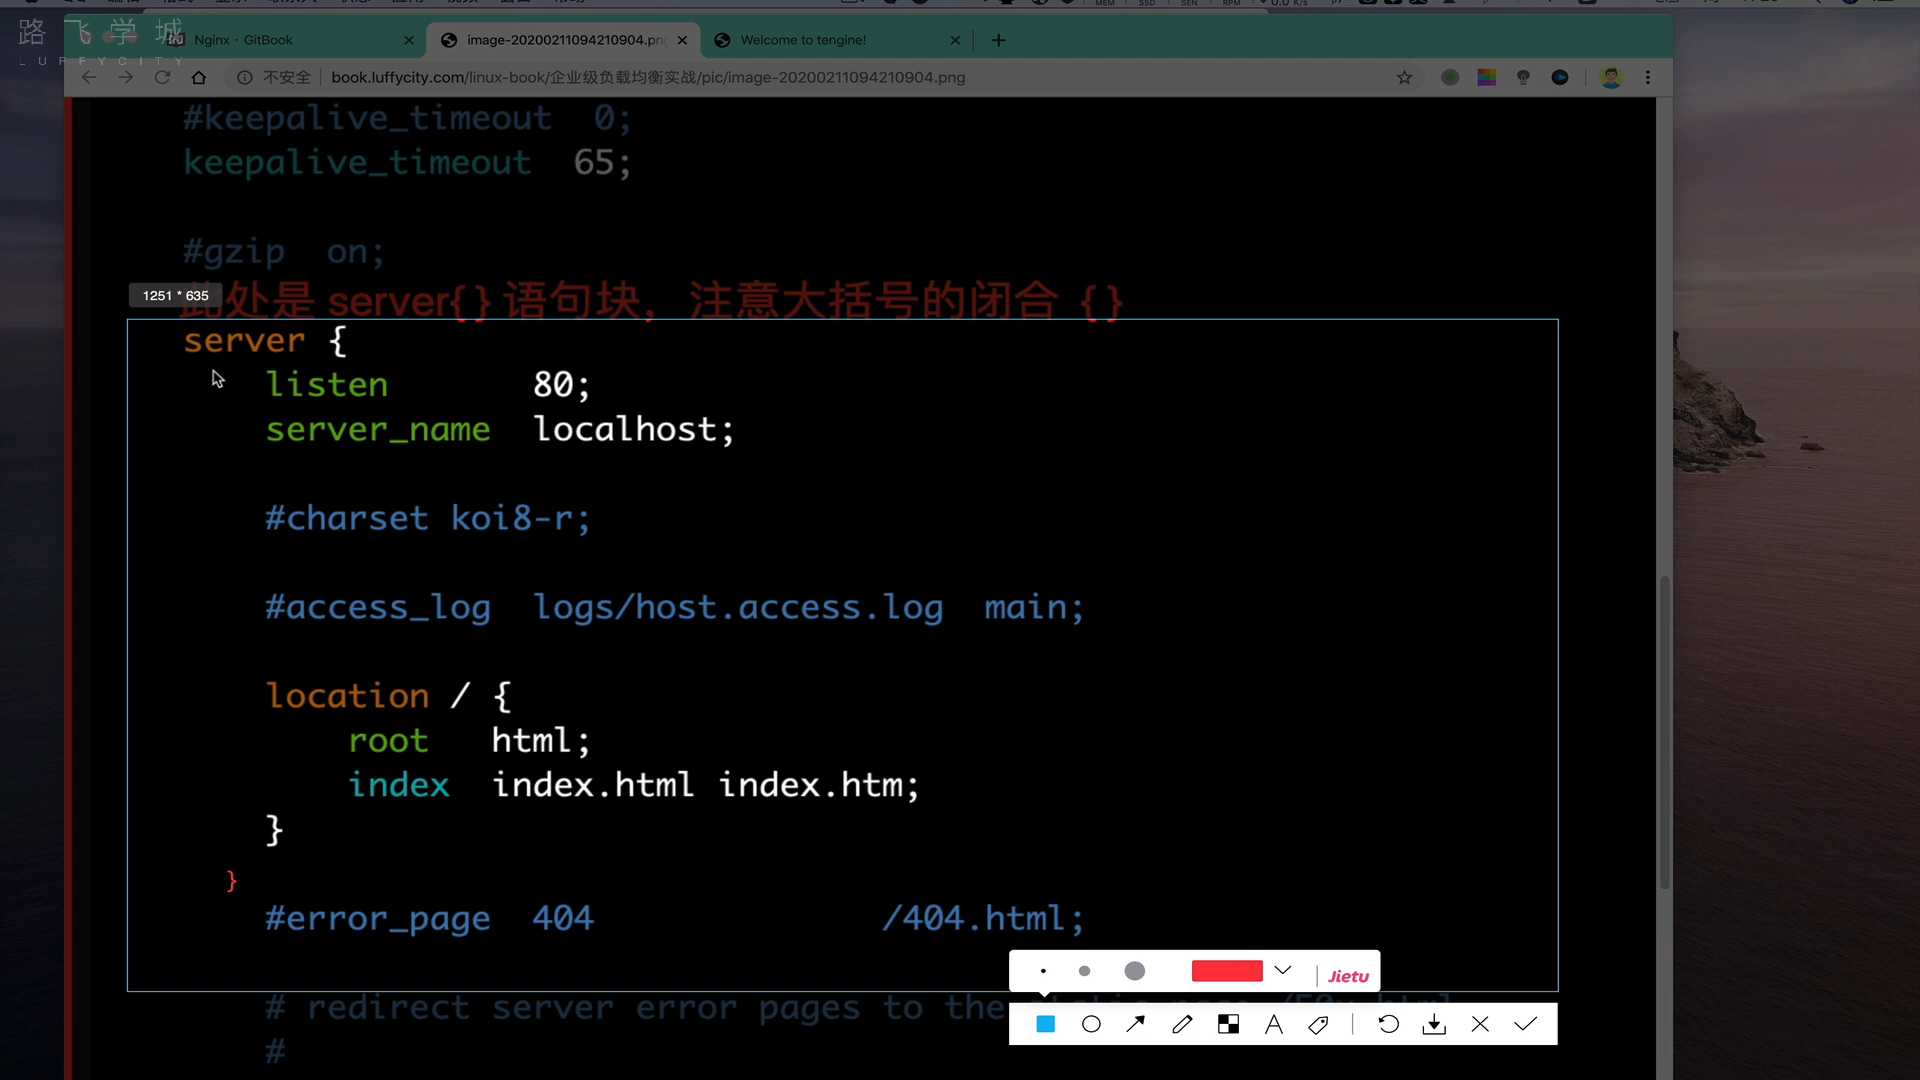 路飞学城
LUFFYCITY
Nginx · GitBook
image-20200211094210904.pn
Welcome to tengine!
不安全
book.luffycity.com/linux-book/企业级负载均衡实战/pic/image-20200211094210904.png
#keepalive_timeout 0;
keepalive_timeout 65;
#gzip on;
此处是 server{} 语句块，注意大括号的闭合 {}
1251 * 635
server {
listen 80;
server_name localhost;
#charset koi8-r;
#access_log logs/host.access.log main;
location / {
root html;
index index.html index.htm;
}
}
#error_page 404 /404.html;
Jietu
# redirect server error pages to the
#